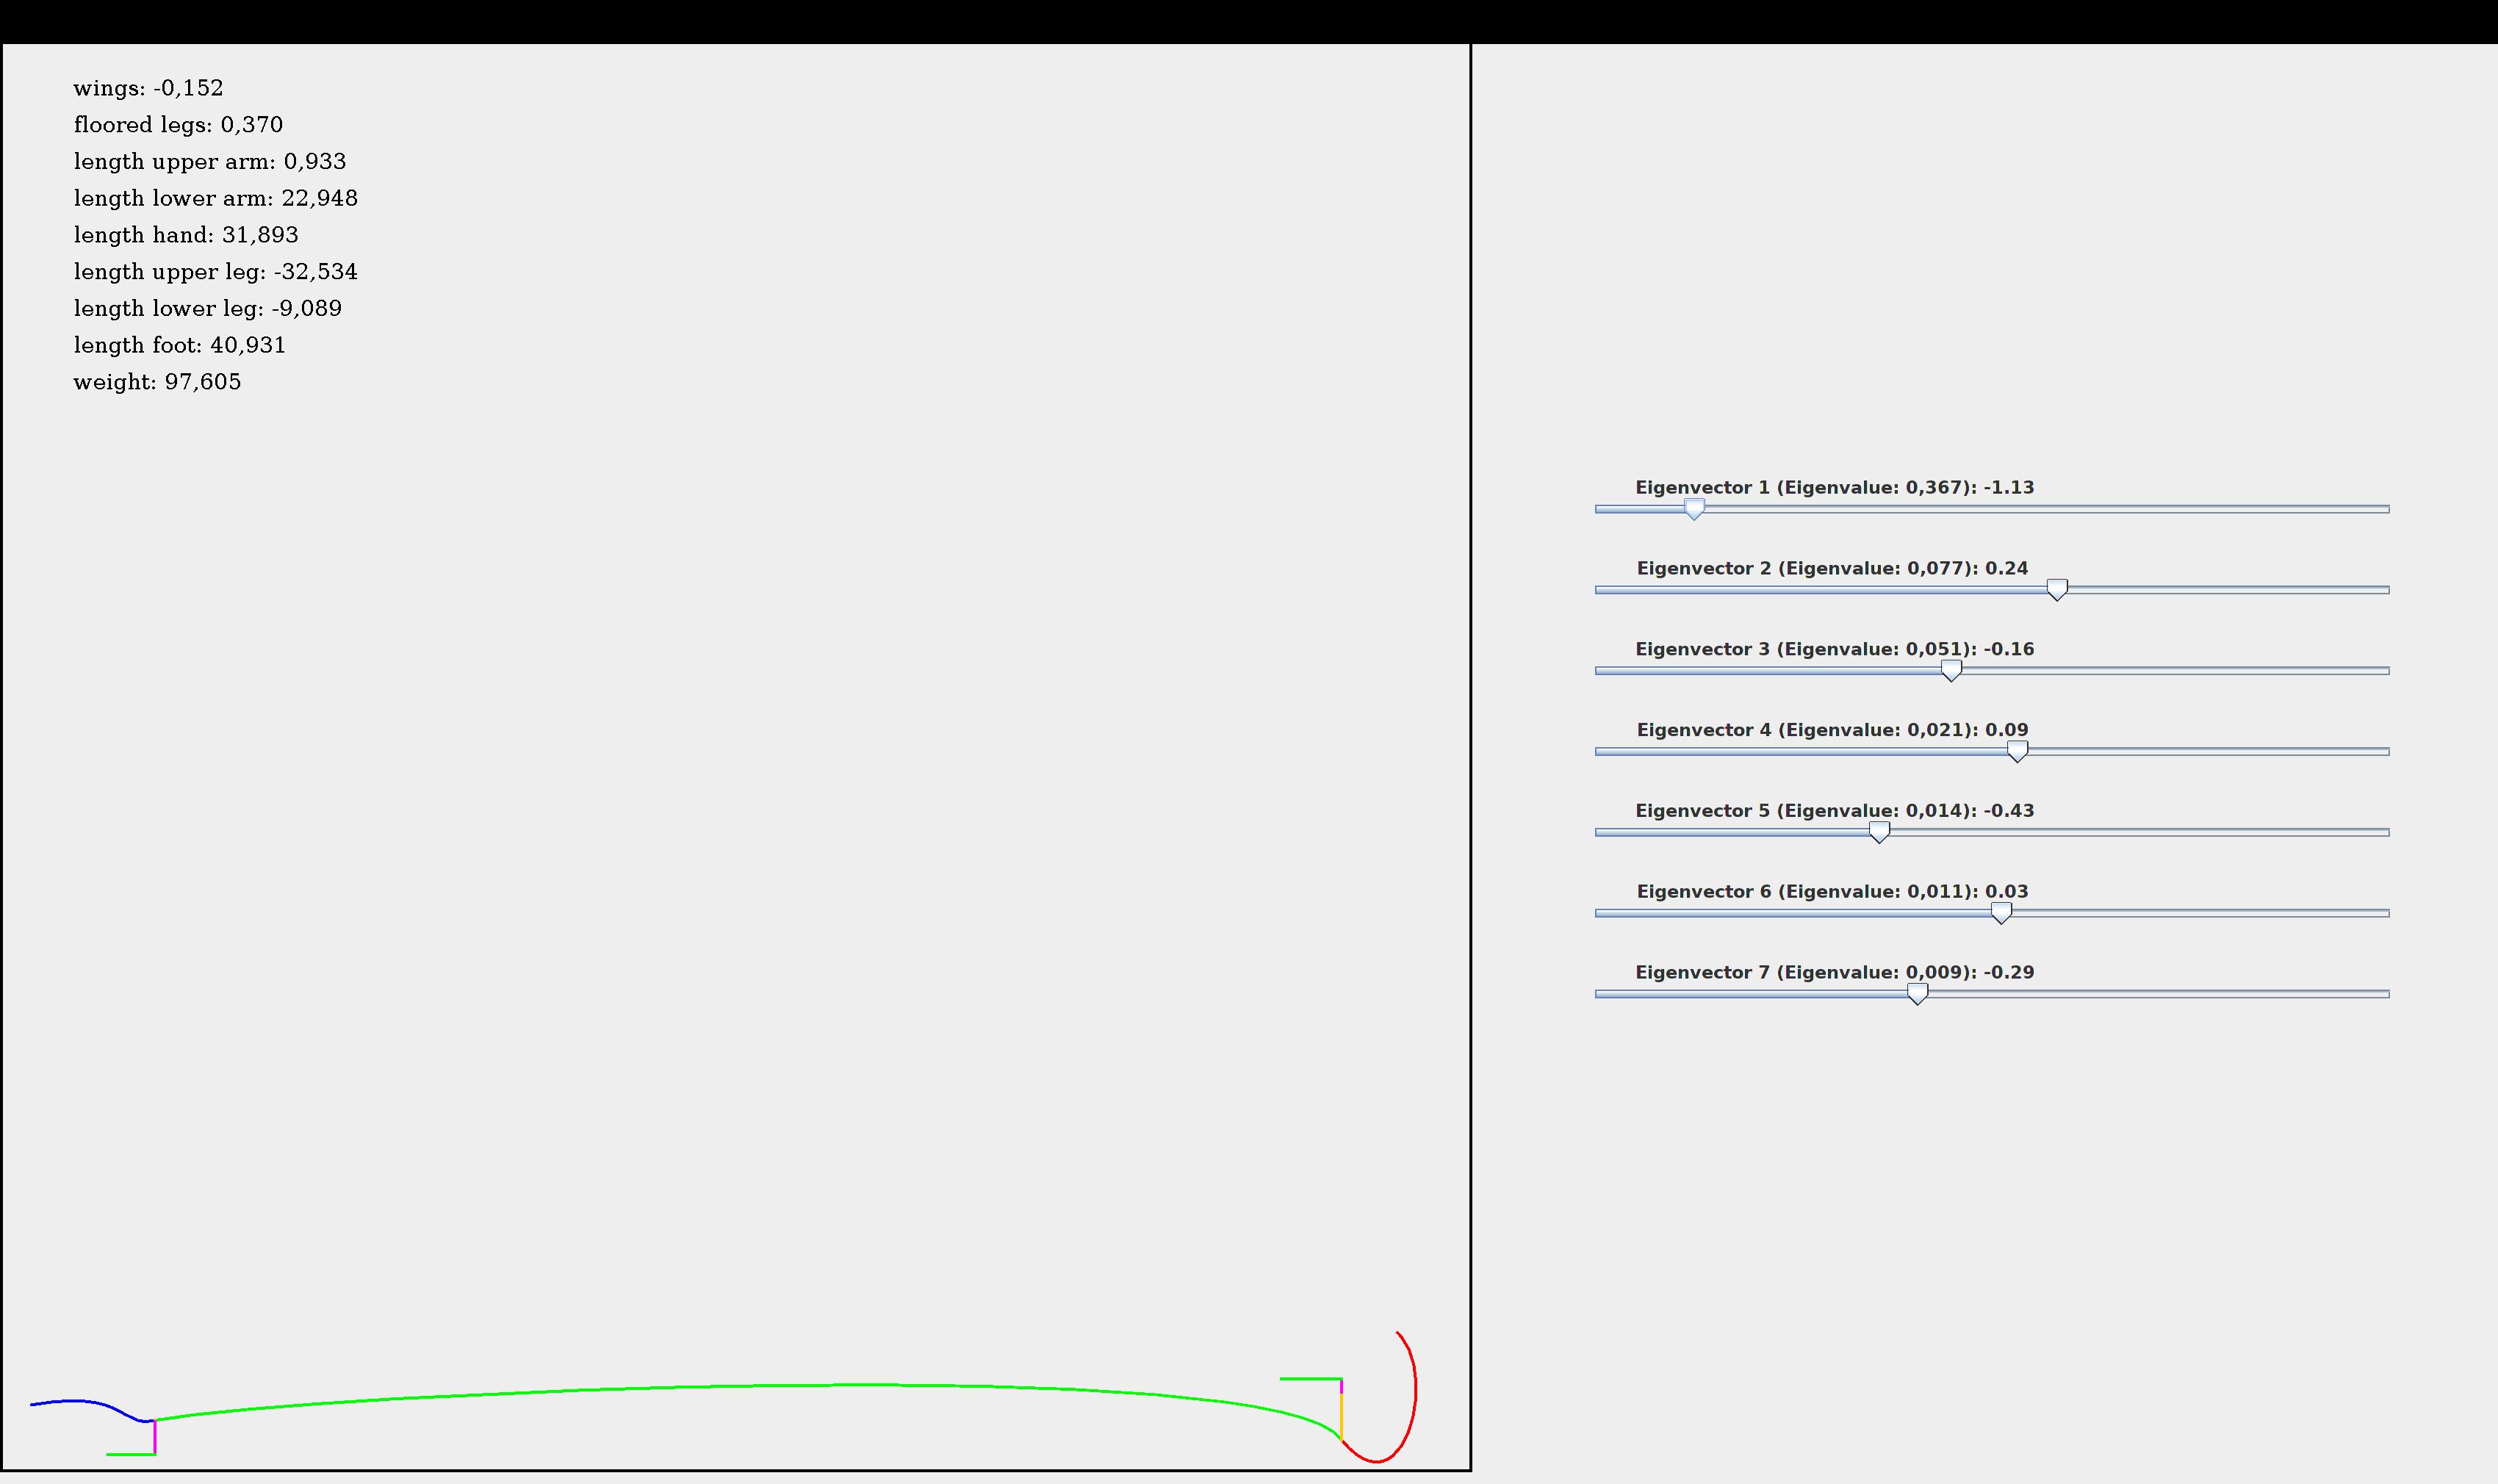 wings: -0,152
floored legs: 0,370
length upper arm: 0,933
length lower arm: 22,948
length hand: 31,893
length upper leg: -32,534
length lower leg: -9,089
length foot: 40,931
weight: 97,605
Eigenvector 1 (Eigenvalue: 0,367): -1.13
Eigenvector 2 (Eigenvalue: 0,077): 0.24
Eigenvector 3 (Eigenvalue: 0,051): -0.16
Eigenvector 4 (Eigenvalue: 0,021): 0.09
Eigenvector 5 (Eigenvalue: 0,014): -0.43
Eigenvector 6 (Eigenvalue: 0,011): 0.03
Eigenvector 7 (Eigenvalue: 0,009): -0.29